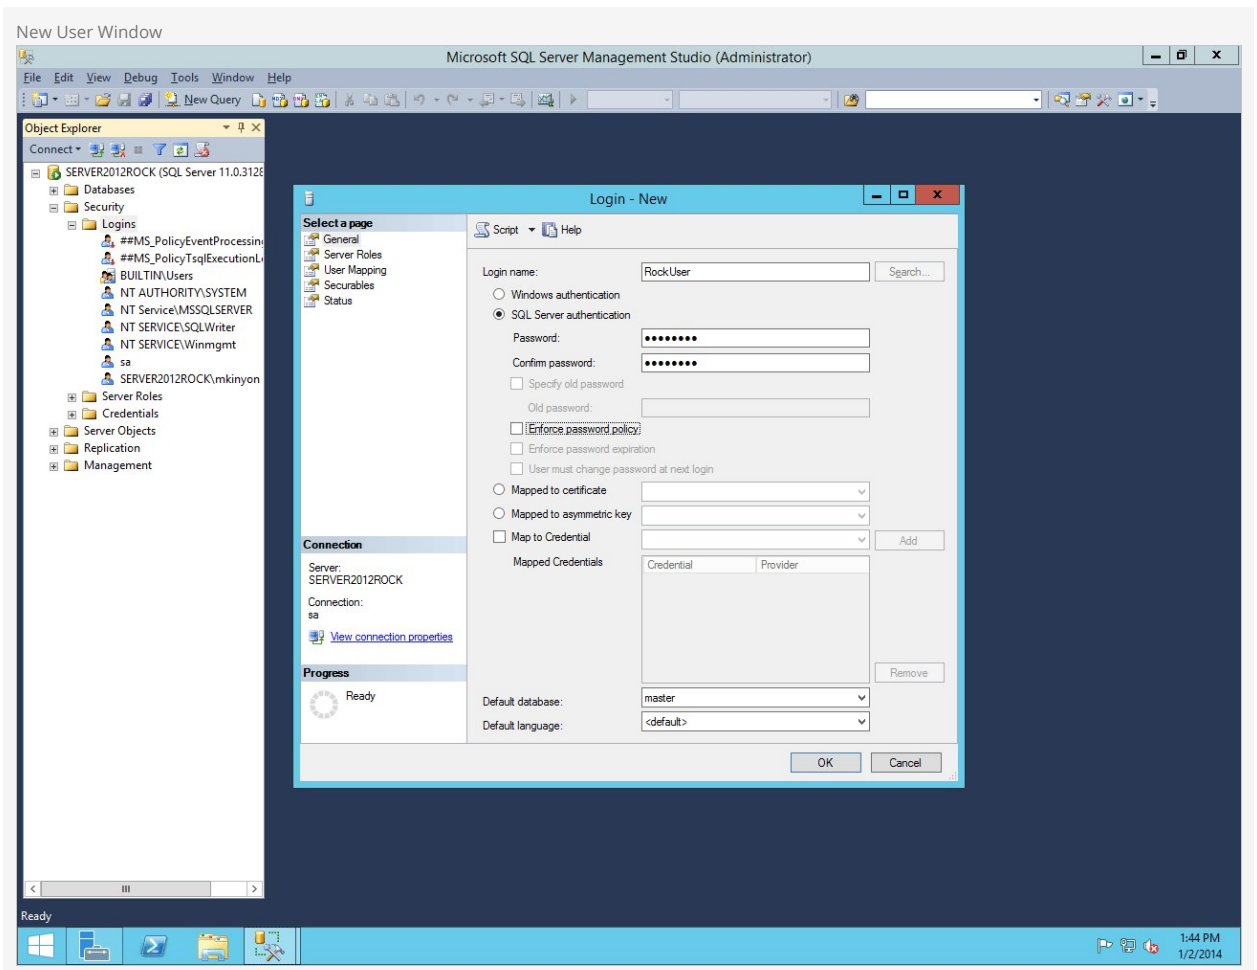 New User Window
Microsoft SQL Server Management Studio (Administrator)
File Edit View Debug Tools Window Help
New Query
Object Explorer
Connect
SERVER2012ROCK (SQL Server 11.0.3128
Databases
Security
Logins
##MS_PolicyEventProcessing
##MS_PolicyTsqlExecutionL
BUILTIN\Users
NT AUTHORITY\SYSTEM
NT Service\MSSQLSERVER
NT SERVICE\SQLWriter
NT SERVICE\Winmgmt
sa
SERVER2012ROCK\mkinyon
Server Roles
Credentials
Server Objects
Replication
Management
Login - New
Select a page
General
Server Roles
User Mapping
Securables
Status
Script Help
Login name: RockUser Search...
Windows authentication
SQL Server authentication
Password: ●●●●●●●●
Confirm password: ●●●●●●●●
Specify old password
Old password:
Enforce password policy
Enforce password expiration
User must change password at next login
Mapped to certificate
Mapped to asymmetric key
Map to Credential Add
Mapped Credentials Credential Provider
Remove
Default database: master
Default language: <default>
Connection
Server:
SERVER2012ROCK
Connection:
sa
View connection properties
Progress
Ready
OK Cancel
Ready
1:44 PM
1/2/2014